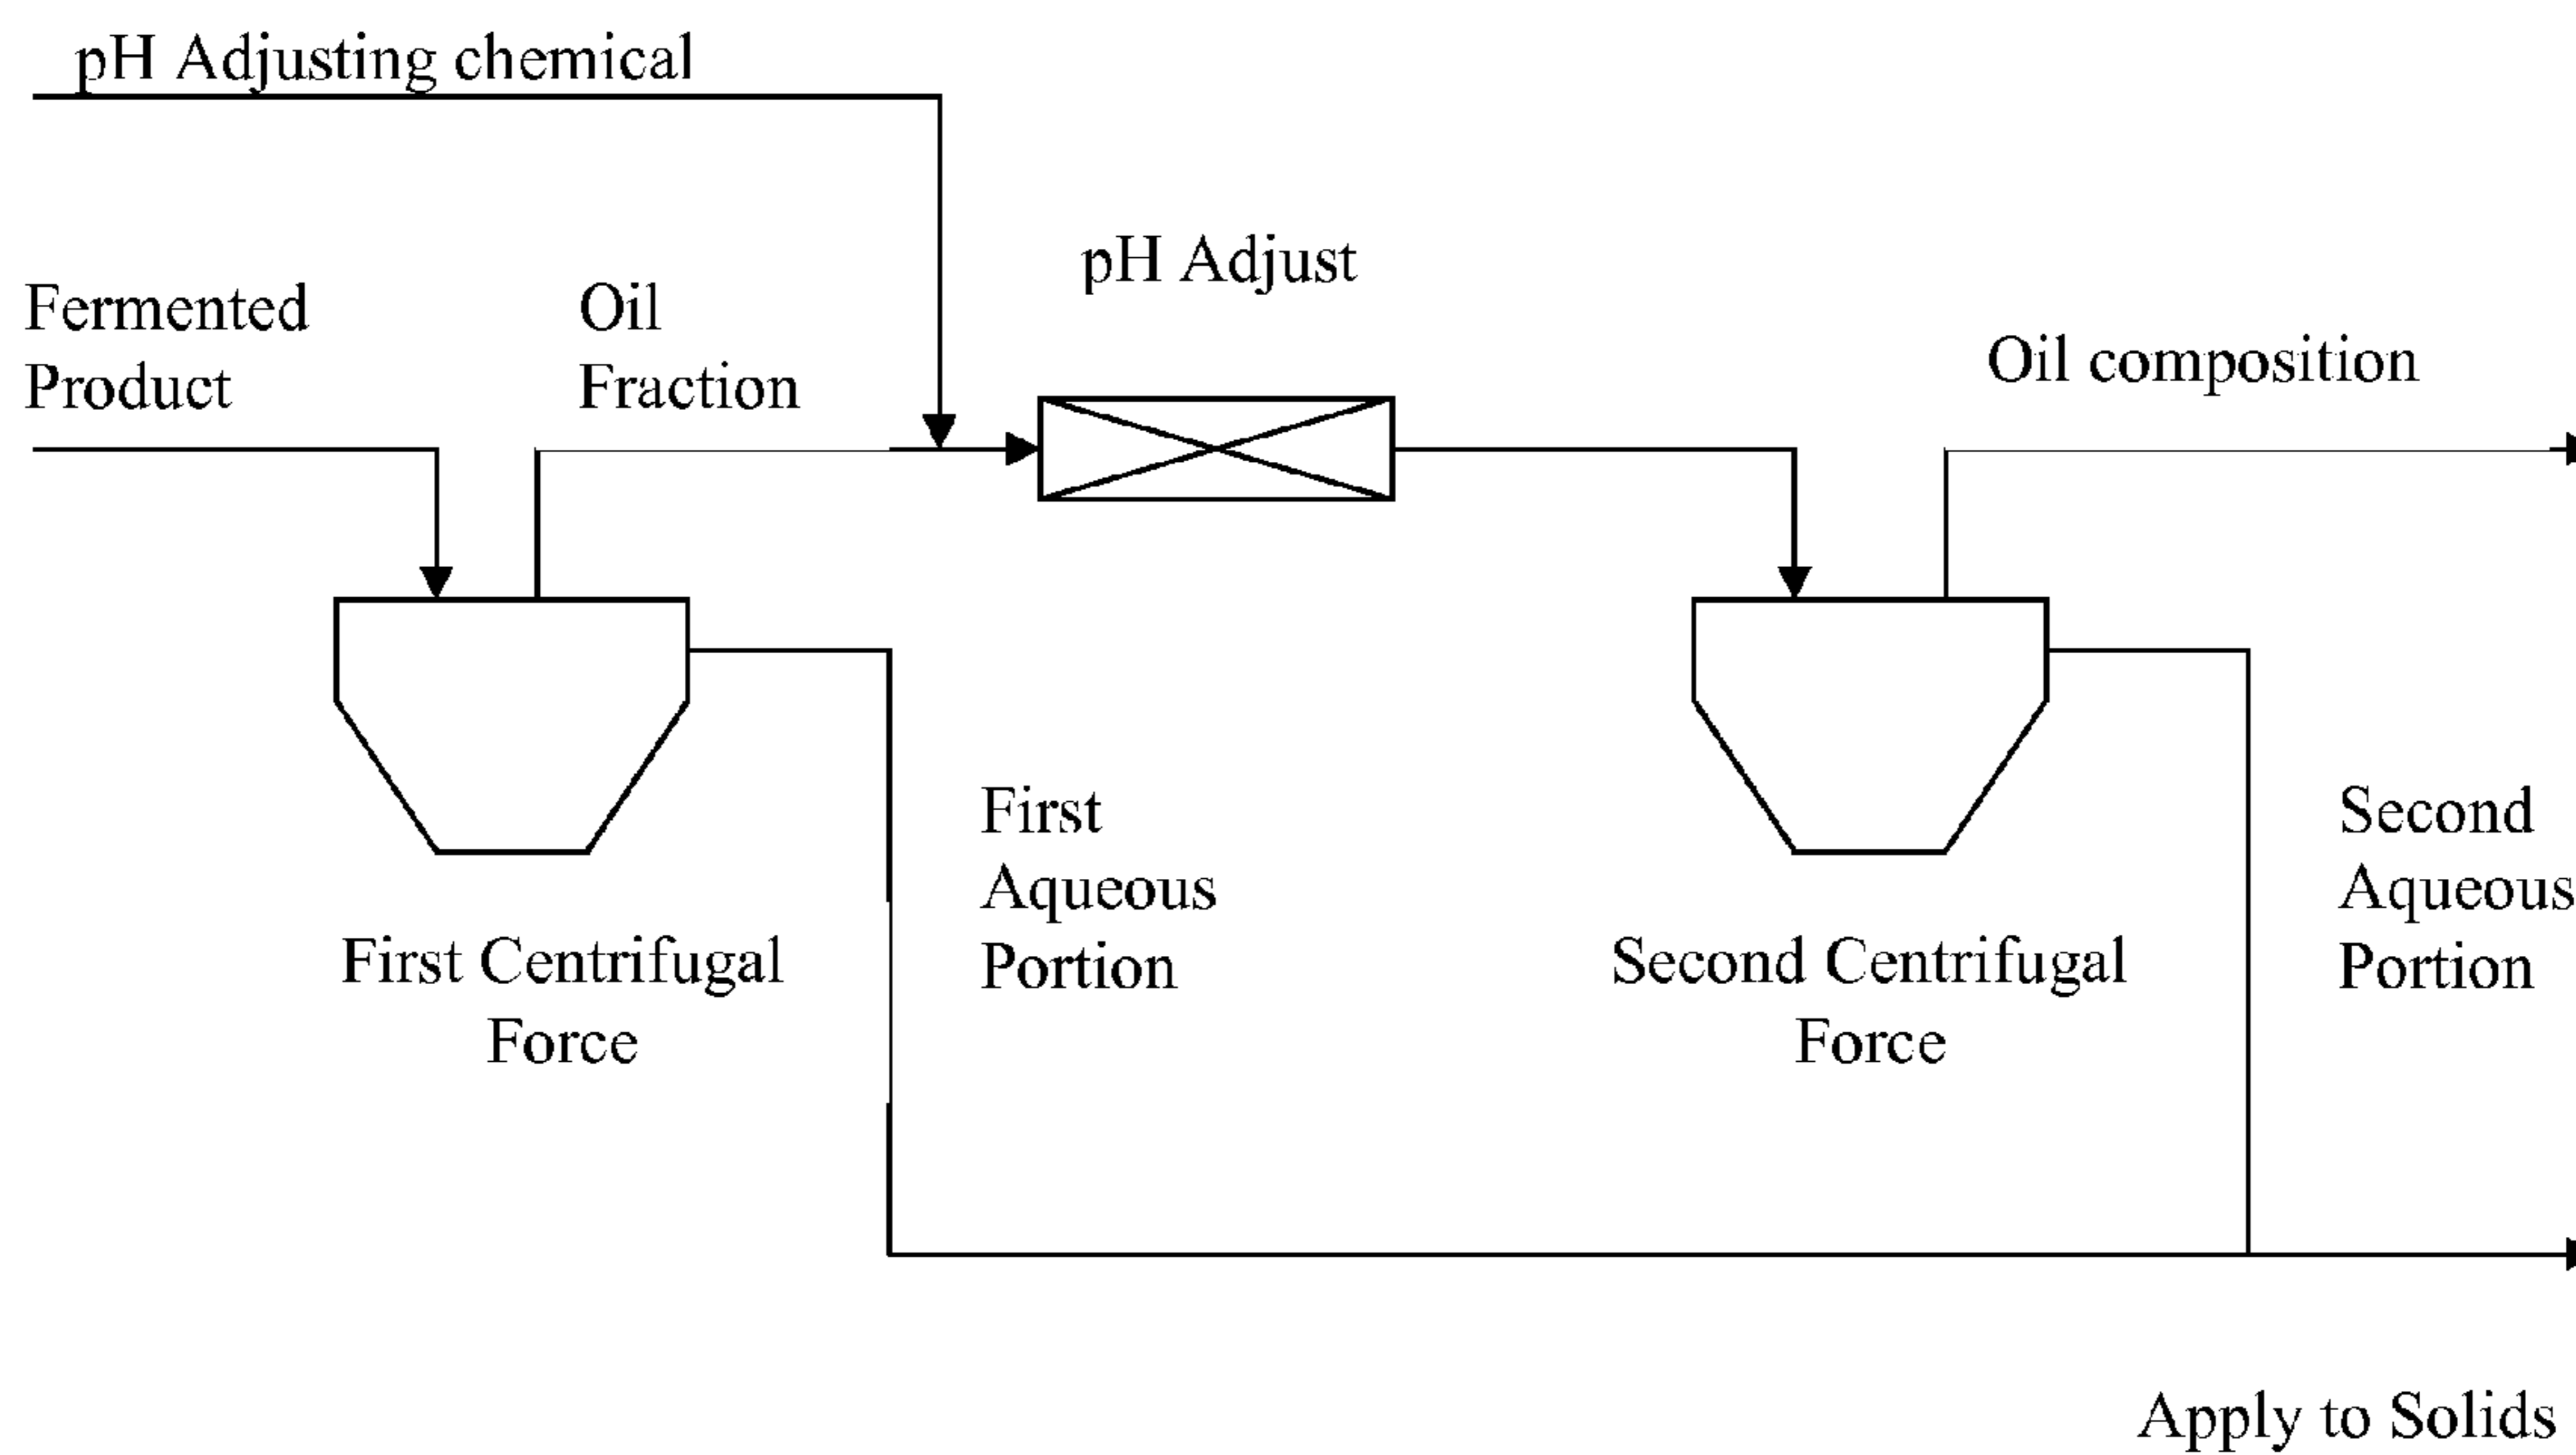 pH Adjusting chemical
pH Adjust
Fermented
Product
Oil
Fraction
Oil composition
First
Aqueous
Portion
Second
Aqueous
Portion
First Centrifugal
Force
Second Centrifugal
Force
Apply to Solids